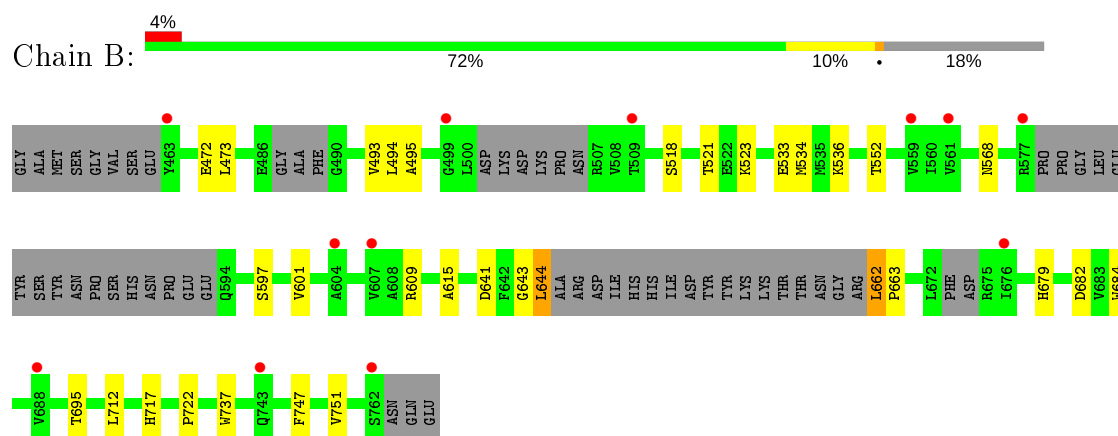 4%
Chain B:
72% 10% • 18%
GLY ALA MET SER GLY VAL SER GLU Y463 E472 L473 E486 GLY ALA PHE G490 V493 L494 A495 G499 L500 ASP LYS ASP LYS PRO ASN R507 V508 T509 S518 T521 E522 K523 E533 M534 M535 K536 T552 V559 I560 V561 N568 R577 PRO PRO GLY LEU GLU
TYR SER TYR ASN PRO SER HIS ASN PRO GLU GLU Q594 S597 V601 A604 V607 A608 R609 A615 D641 F642 G643 L644 ALA ARG ASP ILE HIS HIS ILE ASP TYR TYR LYS LYS THR THR ASN GLY ARG L662 P663 L672 PHE ASP R675 I676 H679 D682 V683 W684
V688 T695 L712 H717 P722 W737 Q743 F747 V751 S762 ASN GLN GLU